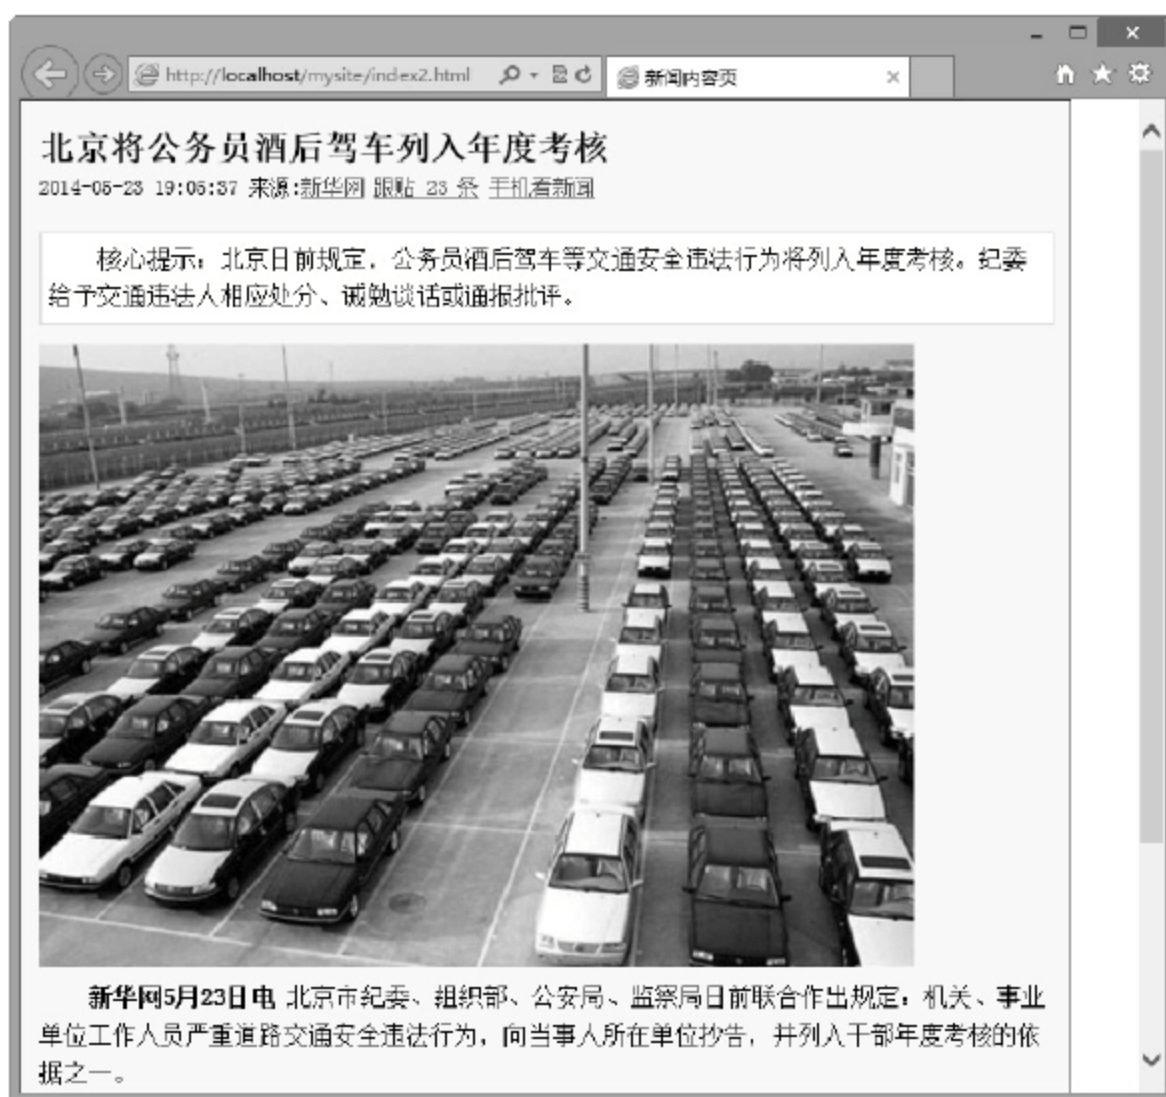 http://localhost/mysite/index2.html
新闻内容页
北京将公务员酒后驾车列入年度考核
2014-05-23 19:05:37 来源:新华网 跟贴 23 条 手机看新闻
核心提示：北京日前规定，公务员酒后驾车等交通安全违法行为将列入年度考核。纪委
给予交通违法人相应处分、诫勉谈话或通报批评。
新华网5月23日电 北京市纪委、组织部、公安局、监察局日前联合作出规定：机关、事业
单位工作人员严重道路交通安全违法行为，向当事人所在单位抄告，并列入干部年度考核的依
据之一。